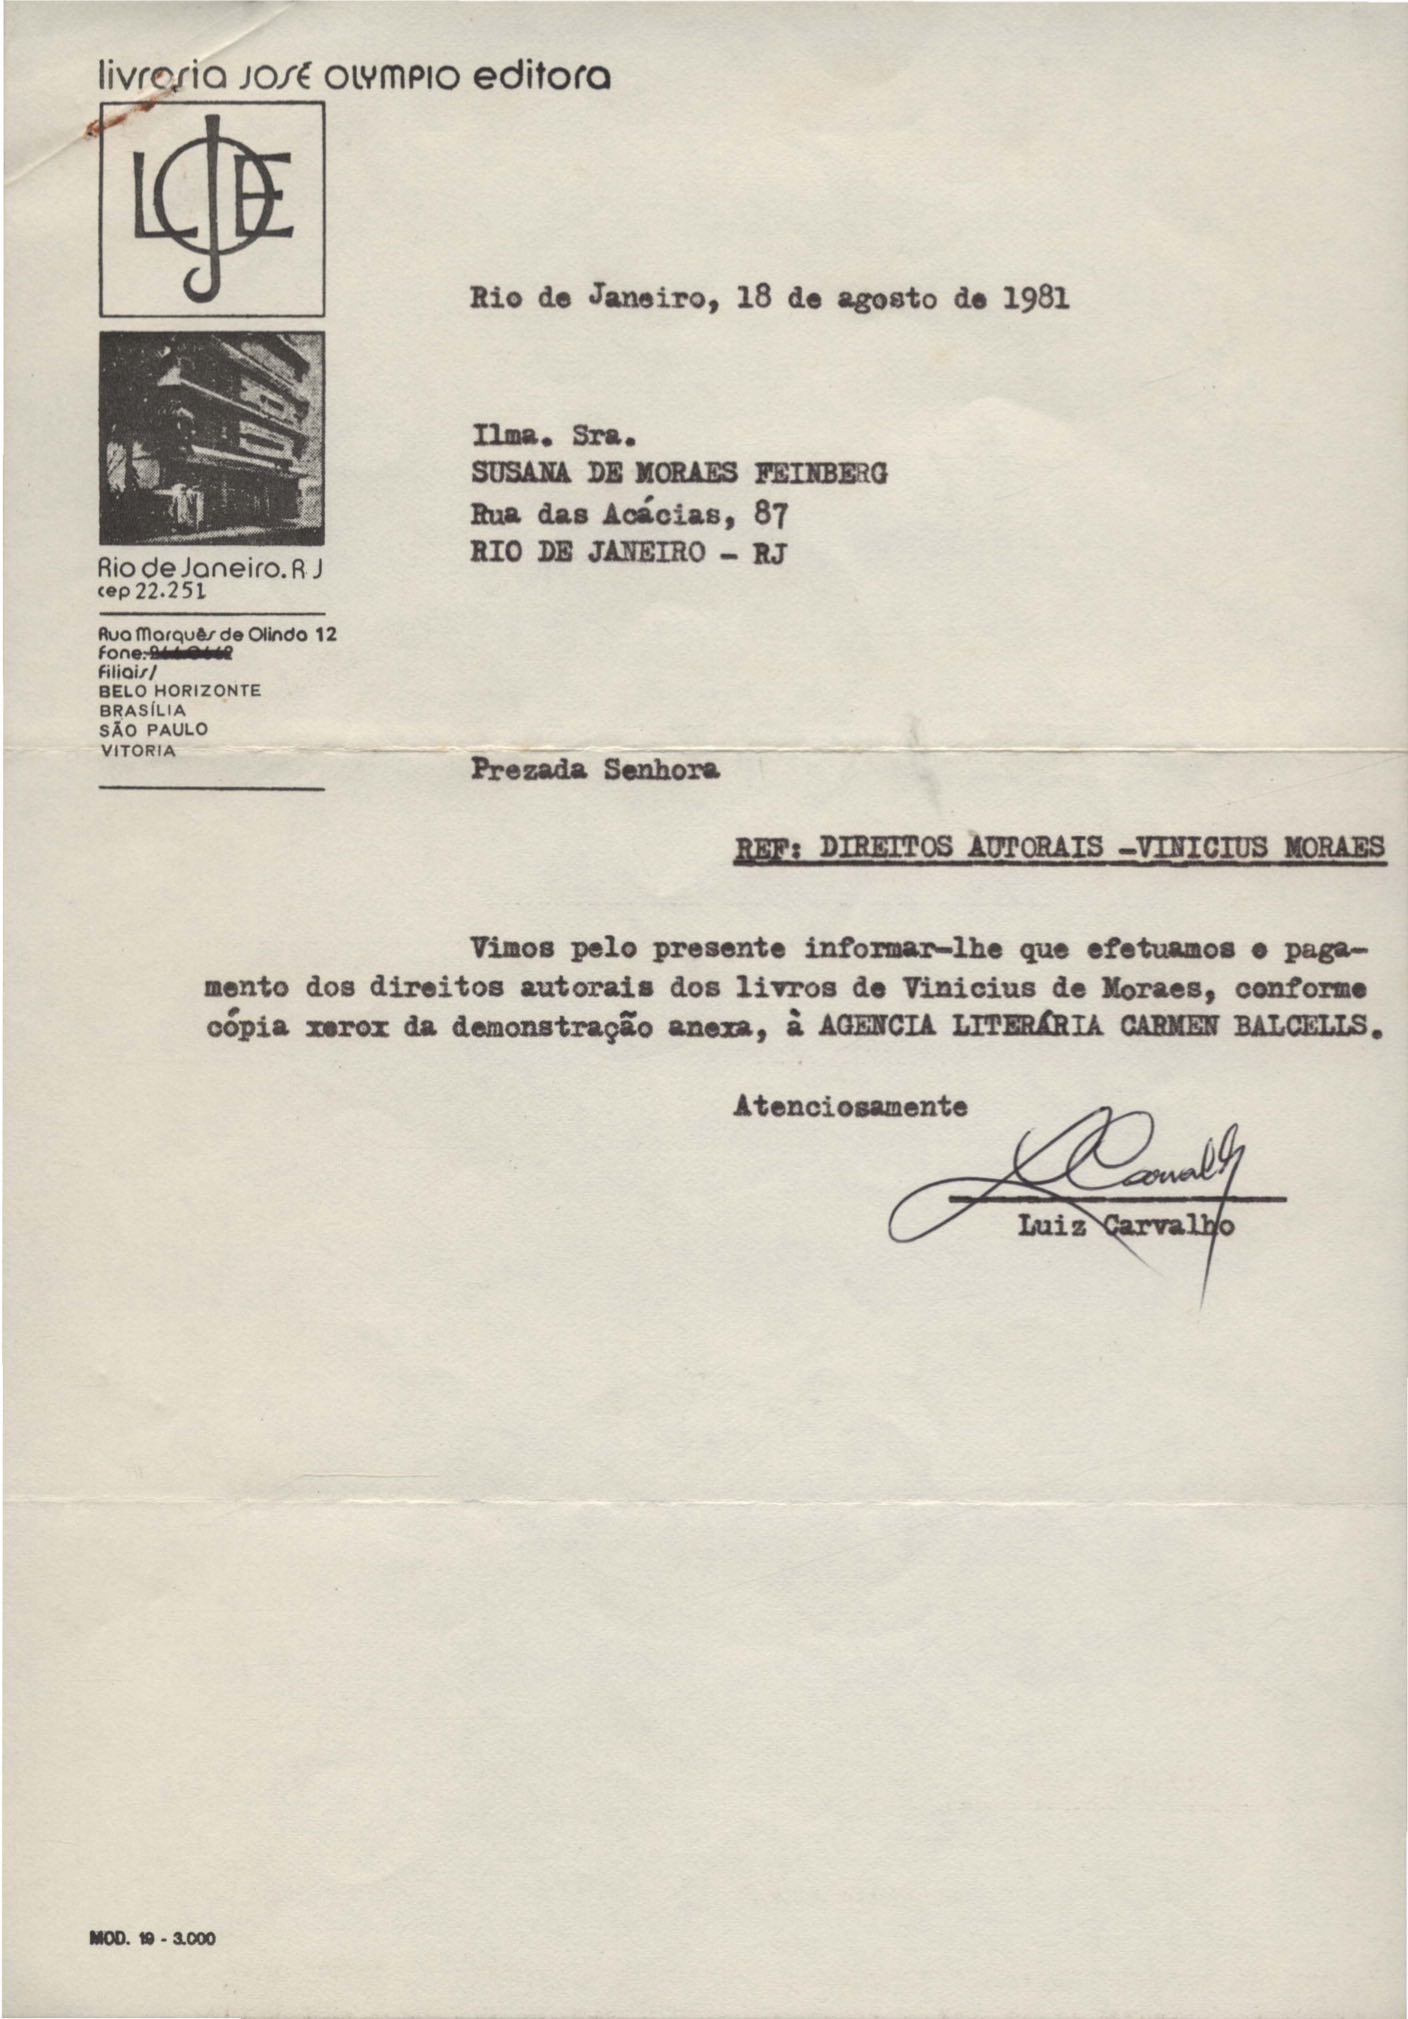 livraria JOSÉ OLYMPIO editora
LJOE
Rio de Janeiro, 18 de agosto de 1981
Ilma. Sra.
SUSANA DE MORAES FEINBERG
Rua das Acácias, 87
RIO DE JANEIRO - RJ
Rio de Janeiro. R J
cep 22.251
Rua Marquês de Olinda 12
fone:
filiais/
BELO HORIZONTE
BRASÍLIA
SÃO PAULO
VITORIA
Prezada Senhora
REF: DIREITOS AUTORAIS -VINICIUS MORAES
Vimos pelo presente informar-lhe que efetuamos o paga-
mento dos direitos autorais dos livros de Vinicius de Moraes, conforme
cópia xerox da demonstração anexa, à AGENCIA LITERÁRIA CARMEN BALCELLS.
Atenciosamente
Luiz Carvalho
MOD. 19 - 3.000